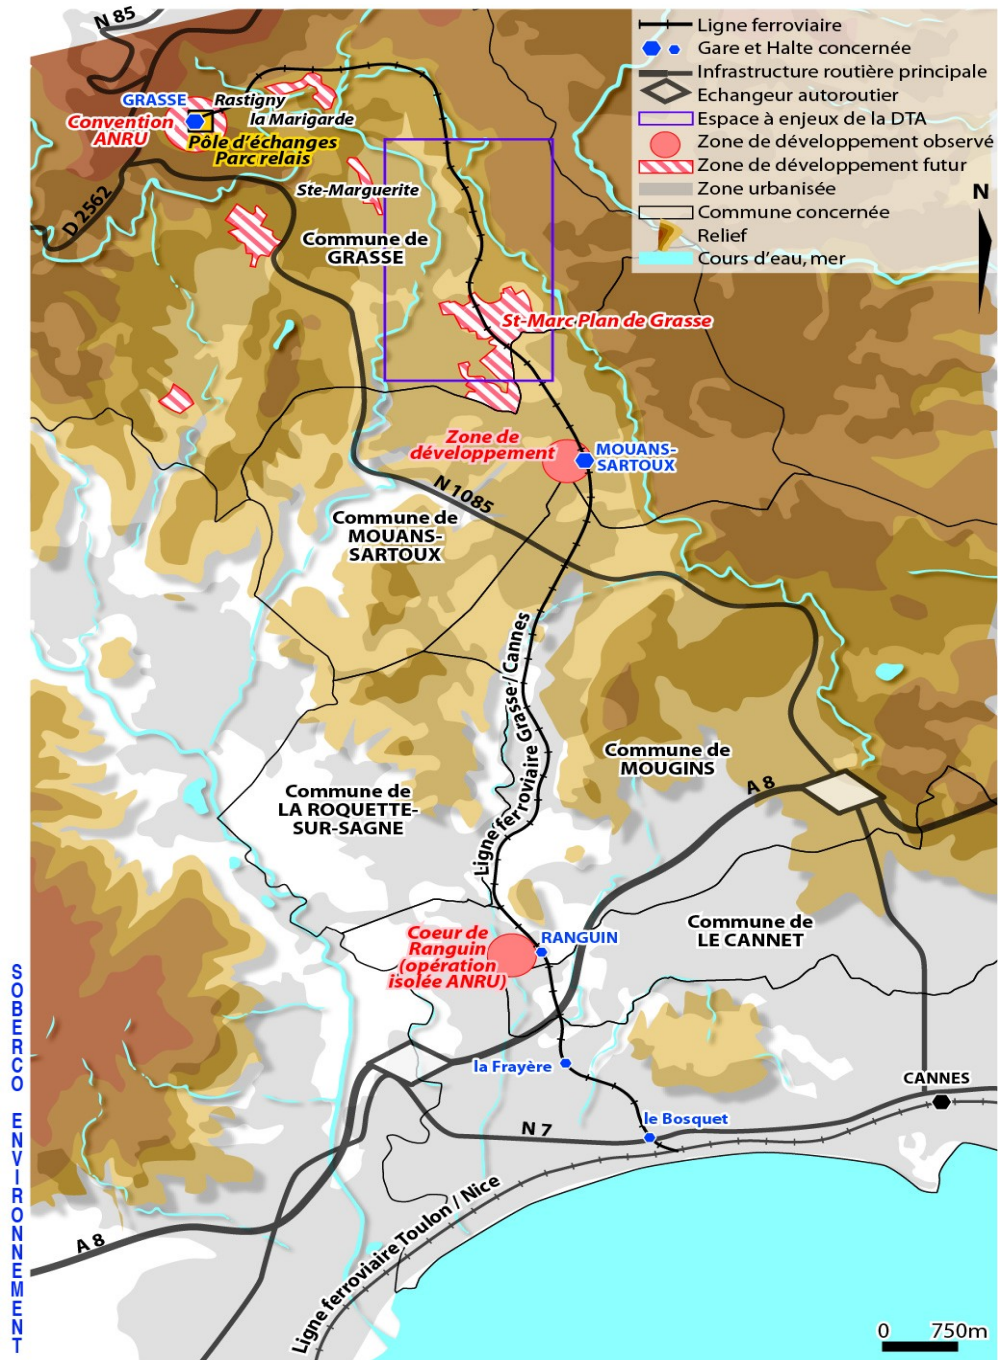 N 85
Ligne ferroviaire
Gare et Halte concernée
Infrastructure routière principale
Echangeur autoroutier
Espace à enjeux de la DTA
Zone de développement observé
Zone de développement futur
Zone urbanisée
Commune concernée
Relief
Cours d'eau, mer
N
GRASSE
Rastigny
la Marigarde
Convention
ANRU
Pôle d'échanges
Parc relais
D 2562
Ste-Marguerite
Commune de
GRASSE
St-Marc Plan de Grasse
Zone de
développement
MOUANS-
SARTOUX
N 1085
Commune de
MOUANS-
SARTOUX
Ligne ferroviaire Grasse / Cannes
Commune de
MOUGINS
A 8
Commune de
LA ROQUETTE-
SUR-SAGNE
Commune de
LE CANNET
Coeur de
Ranguin
(opération
isolée ANRU)
RANGUIN
la Frayère
CANNES
le Bosquet
N 7
A 8
Ligne ferroviaire Toulon / Nice
SOBERCO ENVIRONNEMENT
0 750m